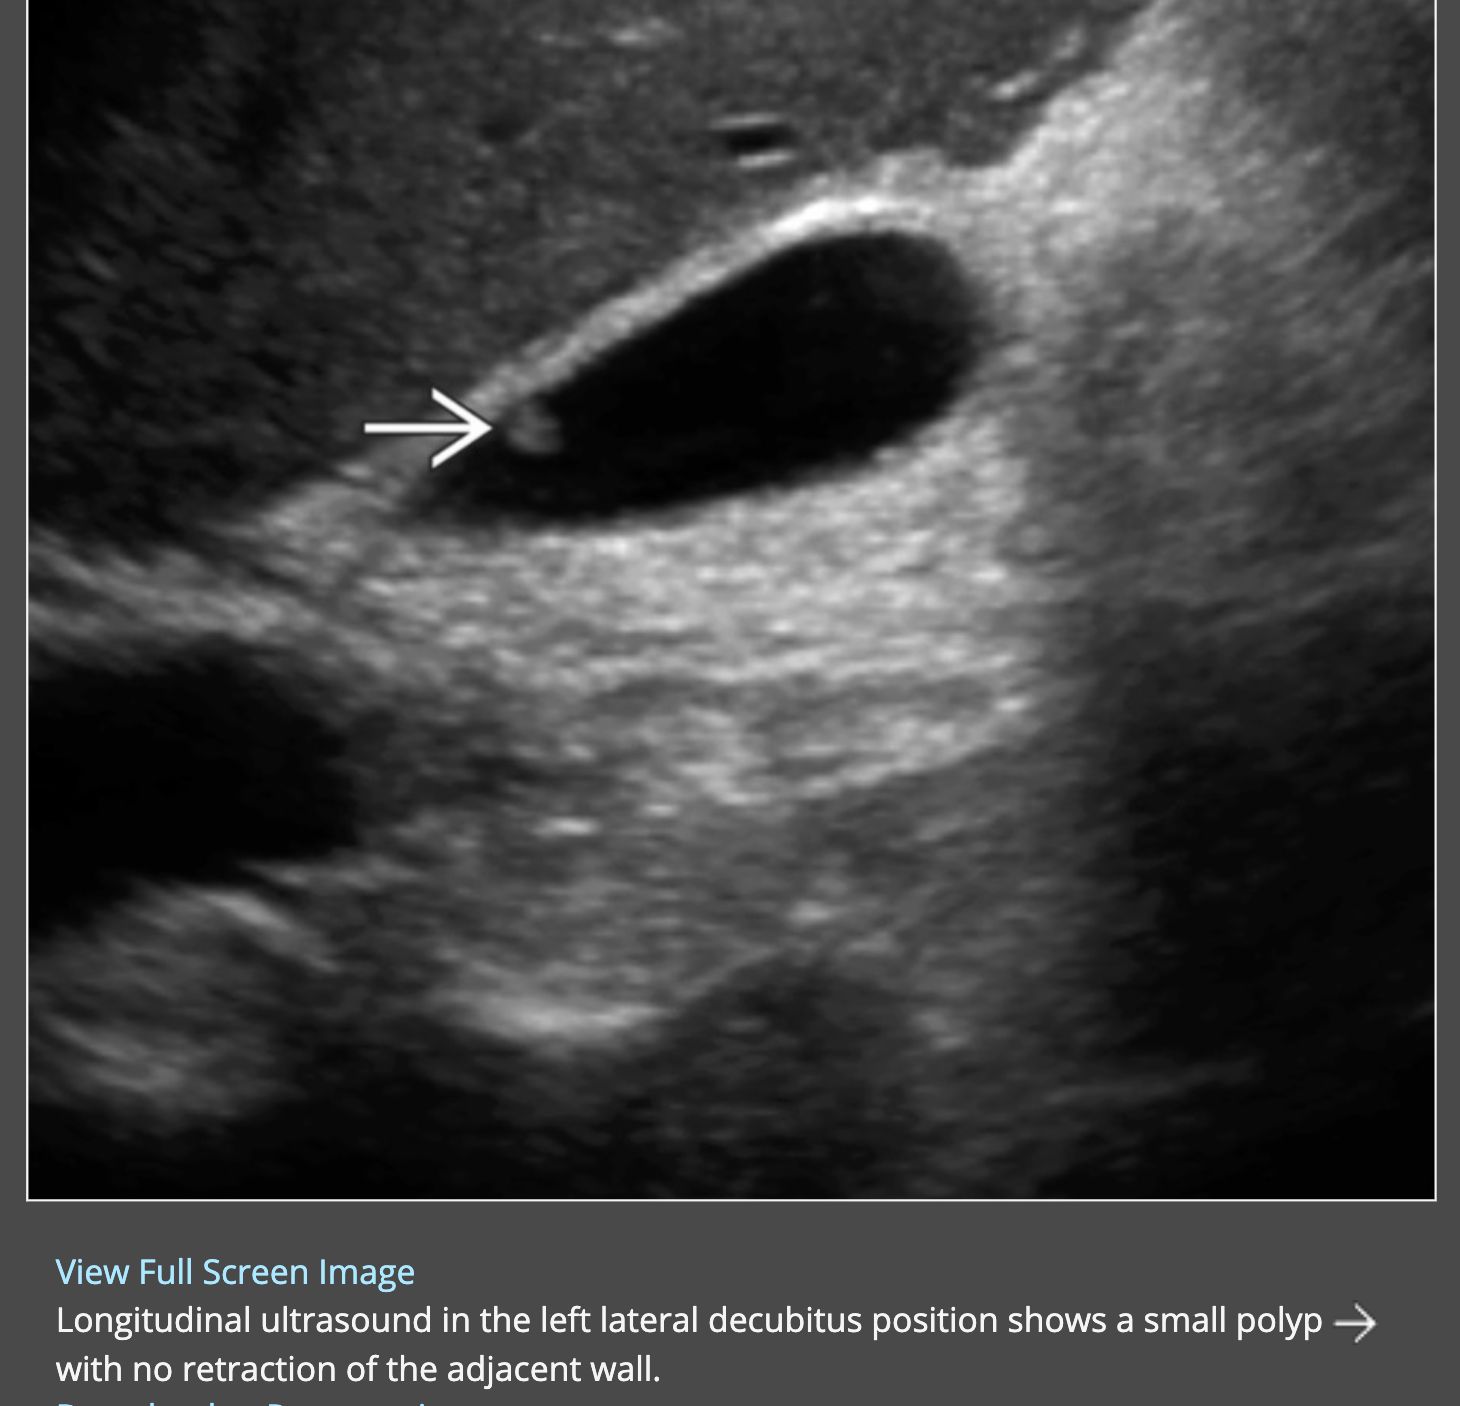 View Full Screen Image
Longitudinal ultrasound in the left lateral decubitus position shows a small polyp
with no retraction of the adjacent wall.